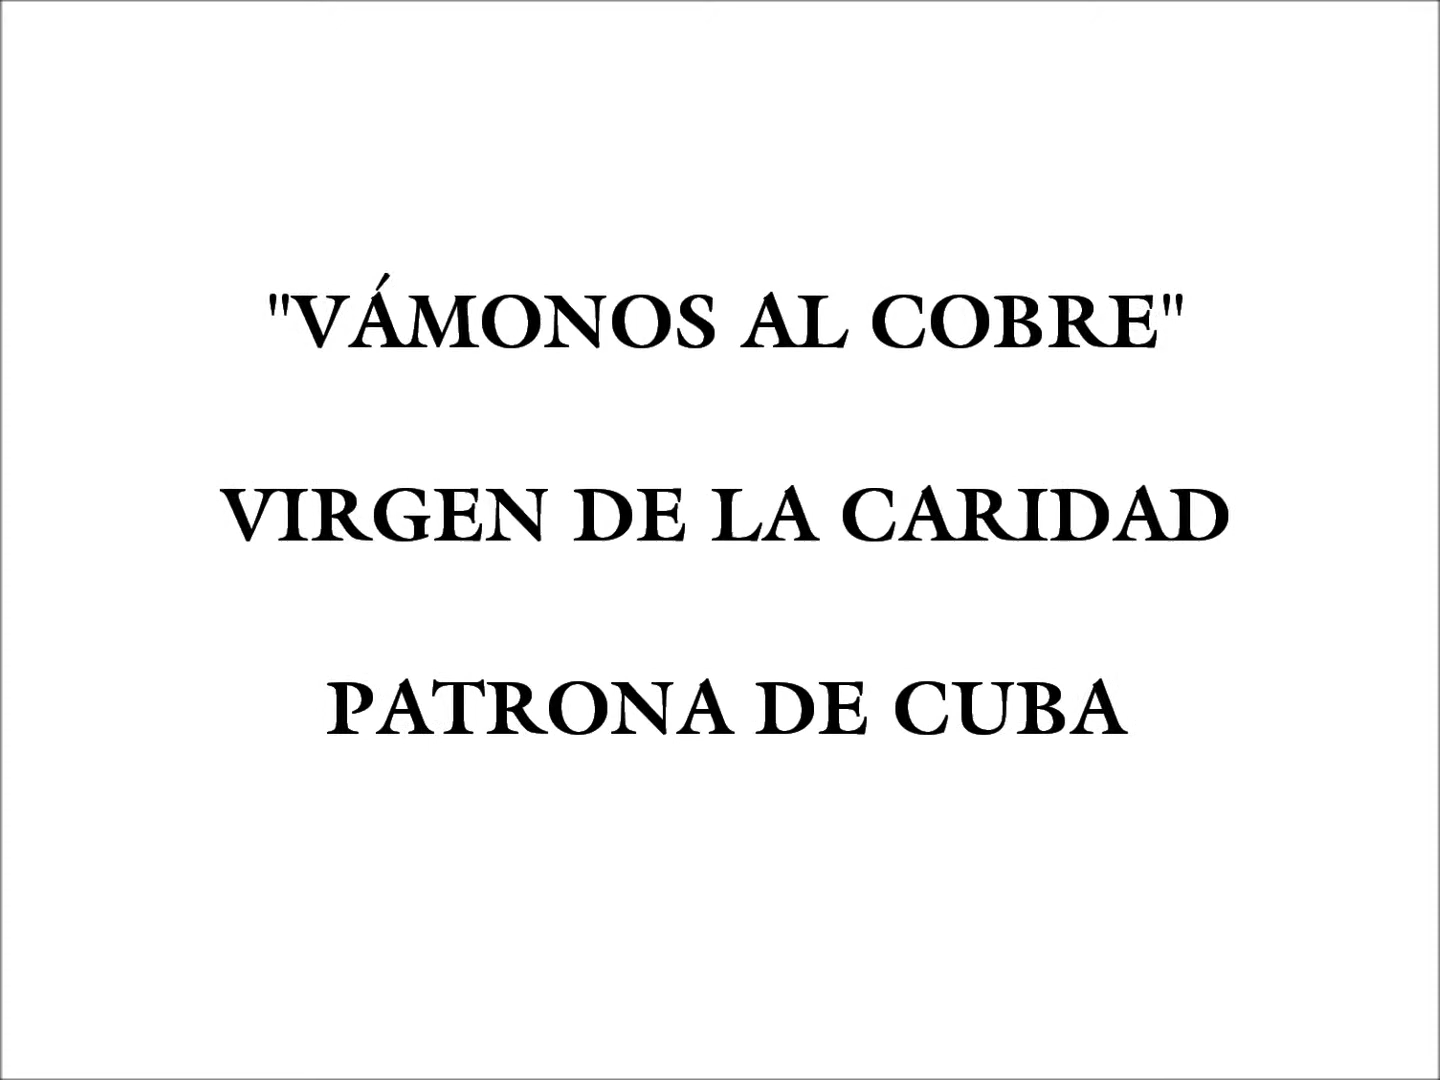 "VÁMONOS AL COBRE"
VIRGEN DE LA CARIDAD
PATRONA DE CUBA